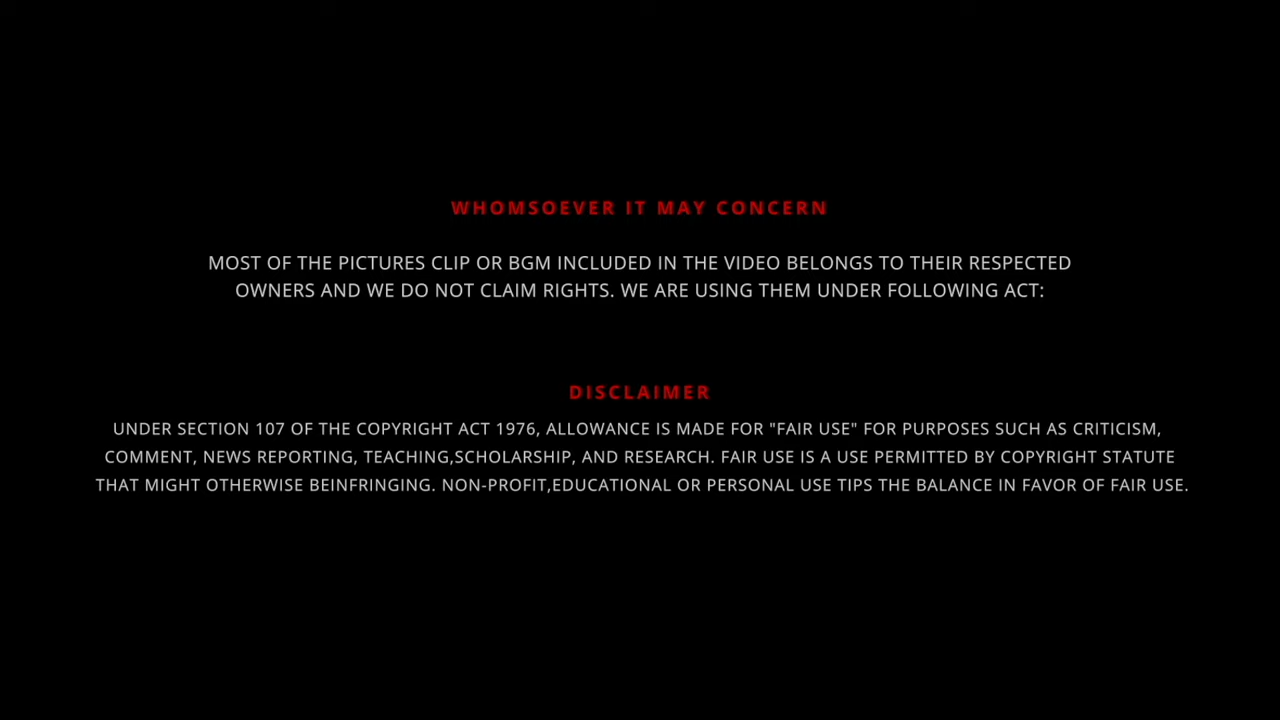 WHOMSOEVER IT MAY CONCERN
MOST OF THE PICTURES CLIP OR BGM INCLUDED IN THE VIDEO BELONGS TO THEIR RESPECTED
OWNERS AND WE DO NOT CLAIM RIGHTS. WE ARE USING THEM UNDER FOLLOWING ACT:
DISCLAIMER
UNDER SECTION 107 OF THE COPYRIGHT ACT 1976, ALLOWANCE IS MADE FOR "FAIR USE" FOR PURPOSES SUCH AS CRITICISM,
COMMENT, NEWS REPORTING, TEACHING,SCHOLARSHIP, AND RESEARCH. FAIR USE IS A USE PERMITTED BY COPYRIGHT STATUTE
THAT MIGHT OTHERWISE BEINFRINGING. NON-PROFIT,EDUCATIONAL OR PERSONAL USE TIPS THE BALANCE IN FAVOR OF FAIR USE.